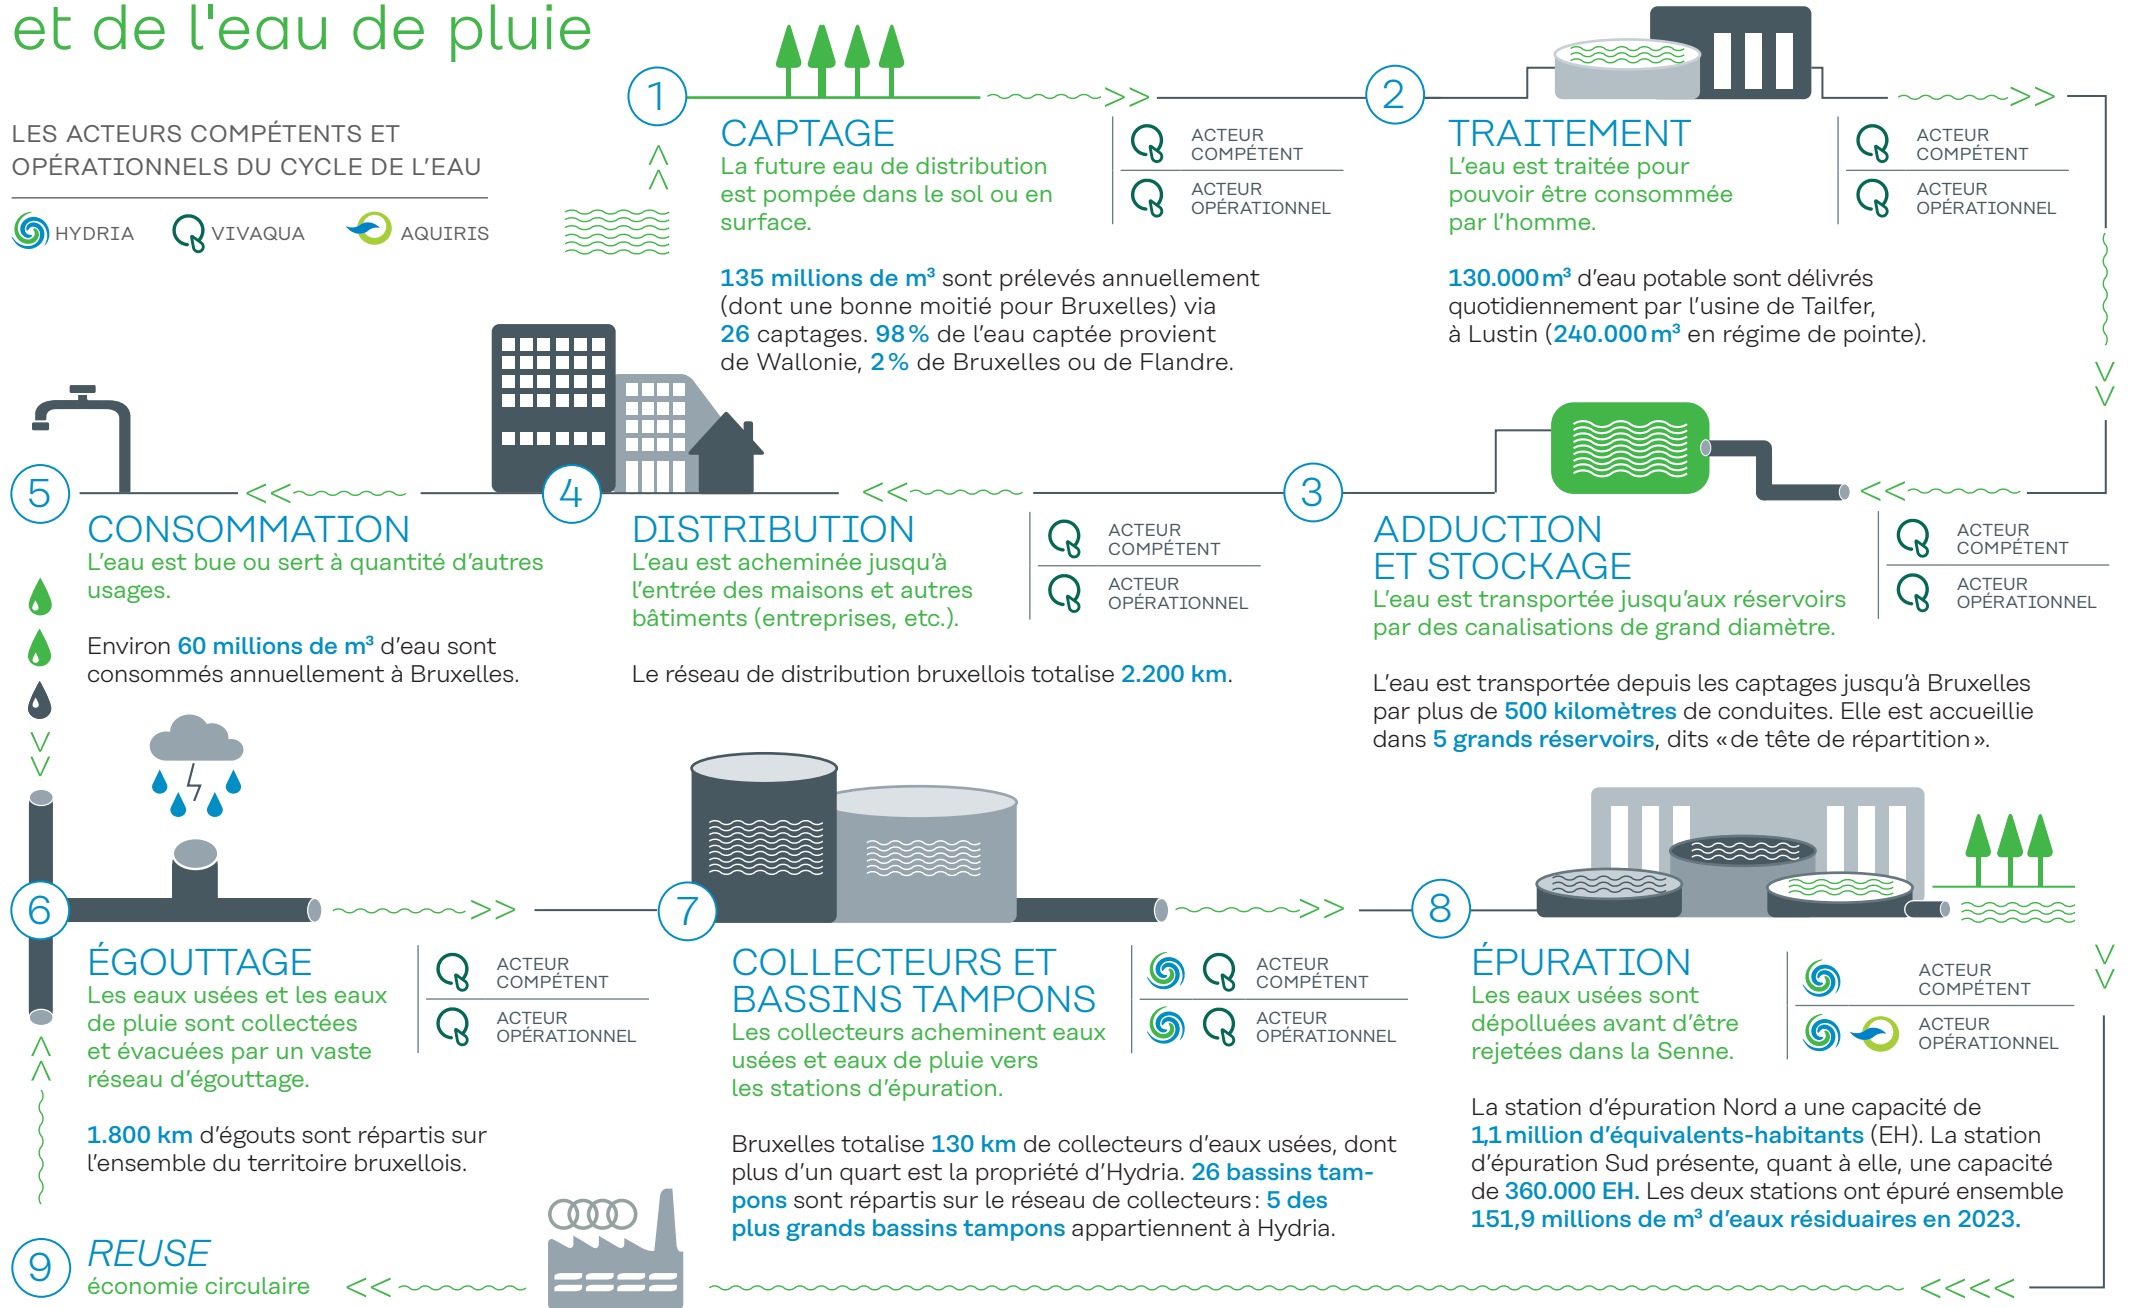 et de l'eau de pluie
LES ACTEURS COMPÉTENTS ET
OPÉRATIONNELS DU CYCLE DE L’EAU
HYDRIA
VIVAQUA
AQUIRIS
1
CAPTAGE
La future eau de distribution
est pompée dans le sol ou en
surface.
ACTEUR
COMPÉTENT
ACTEUR
OPÉRATIONNEL
135 millions de m³ sont prélevés annuellement
(dont une bonne moitié pour Bruxelles) via
26 captages. 98 % de l’eau captée provient
de Wallonie, 2 % de Bruxelles ou de Flandre.
2
TRAITEMENT
L’eau est traitée pour
pouvoir être consommée
par l’homme.
ACTEUR
COMPÉTENT
ACTEUR
OPÉRATIONNEL
130.000 m³ d’eau potable sont délivrés
quotidiennement par l’usine de Tailfer,
à Lustin (240.000 m³ en régime de pointe).
3
ADDUCTION
ET STOCKAGE
L’eau est transportée jusqu’aux réservoirs
par des canalisations de grand diamètre.
ACTEUR
COMPÉTENT
ACTEUR
OPÉRATIONNEL
L’eau est transportée depuis les captages jusqu’à Bruxelles
par plus de 500 kilomètres de conduites. Elle est accueillie
dans 5 grands réservoirs, dits « de tête de répartition ».
4
DISTRIBUTION
L’eau est acheminée jusqu’à
l’entrée des maisons et autres
bâtiments (entreprises, etc.).
ACTEUR
COMPÉTENT
ACTEUR
OPÉRATIONNEL
Le réseau de distribution bruxellois totalise 2.200 km.
5
CONSOMMATION
L’eau est bue ou sert à quantité d’autres
usages.
Environ 60 millions de m³ d’eau sont
consommés annuellement à Bruxelles.
6
ÉGOUTTAGE
Les eaux usées et les eaux
de pluie sont collectées
et évacuées par un vaste
réseau d’égouttage.
ACTEUR
COMPÉTENT
ACTEUR
OPÉRATIONNEL
1.800 km d’égouts sont répartis sur
l’ensemble du territoire bruxellois.
7
COLLECTEURS ET
BASSINS TAMPONS
Les collecteurs acheminent eaux
usées et eaux de pluie vers
les stations d’épuration.
ACTEUR
COMPÉTENT
ACTEUR
OPÉRATIONNEL
Bruxelles totalise 130 km de collecteurs d’eaux usées, dont
plus d’un quart est la propriété d’Hydria. 26 bassins tam-
pons sont répartis sur le réseau de collecteurs : 5 des
plus grands bassins tampons appartiennent à Hydria.
8
ÉPURATION
Les eaux usées sont
dépolluées avant d’être
rejetées dans la Senne.
ACTEUR
COMPÉTENT
ACTEUR
OPÉRATIONNEL
La station d’épuration Nord a une capacité de
1,1 million d’équivalents-habitants (EH). La station
d’épuration Sud présente, quant à elle, une capacité
de 360.000 EH. Les deux stations ont épuré ensemble
151,9 millions de m³ d’eaux résiduaires en 2023.
9
REUSE
économie circulaire